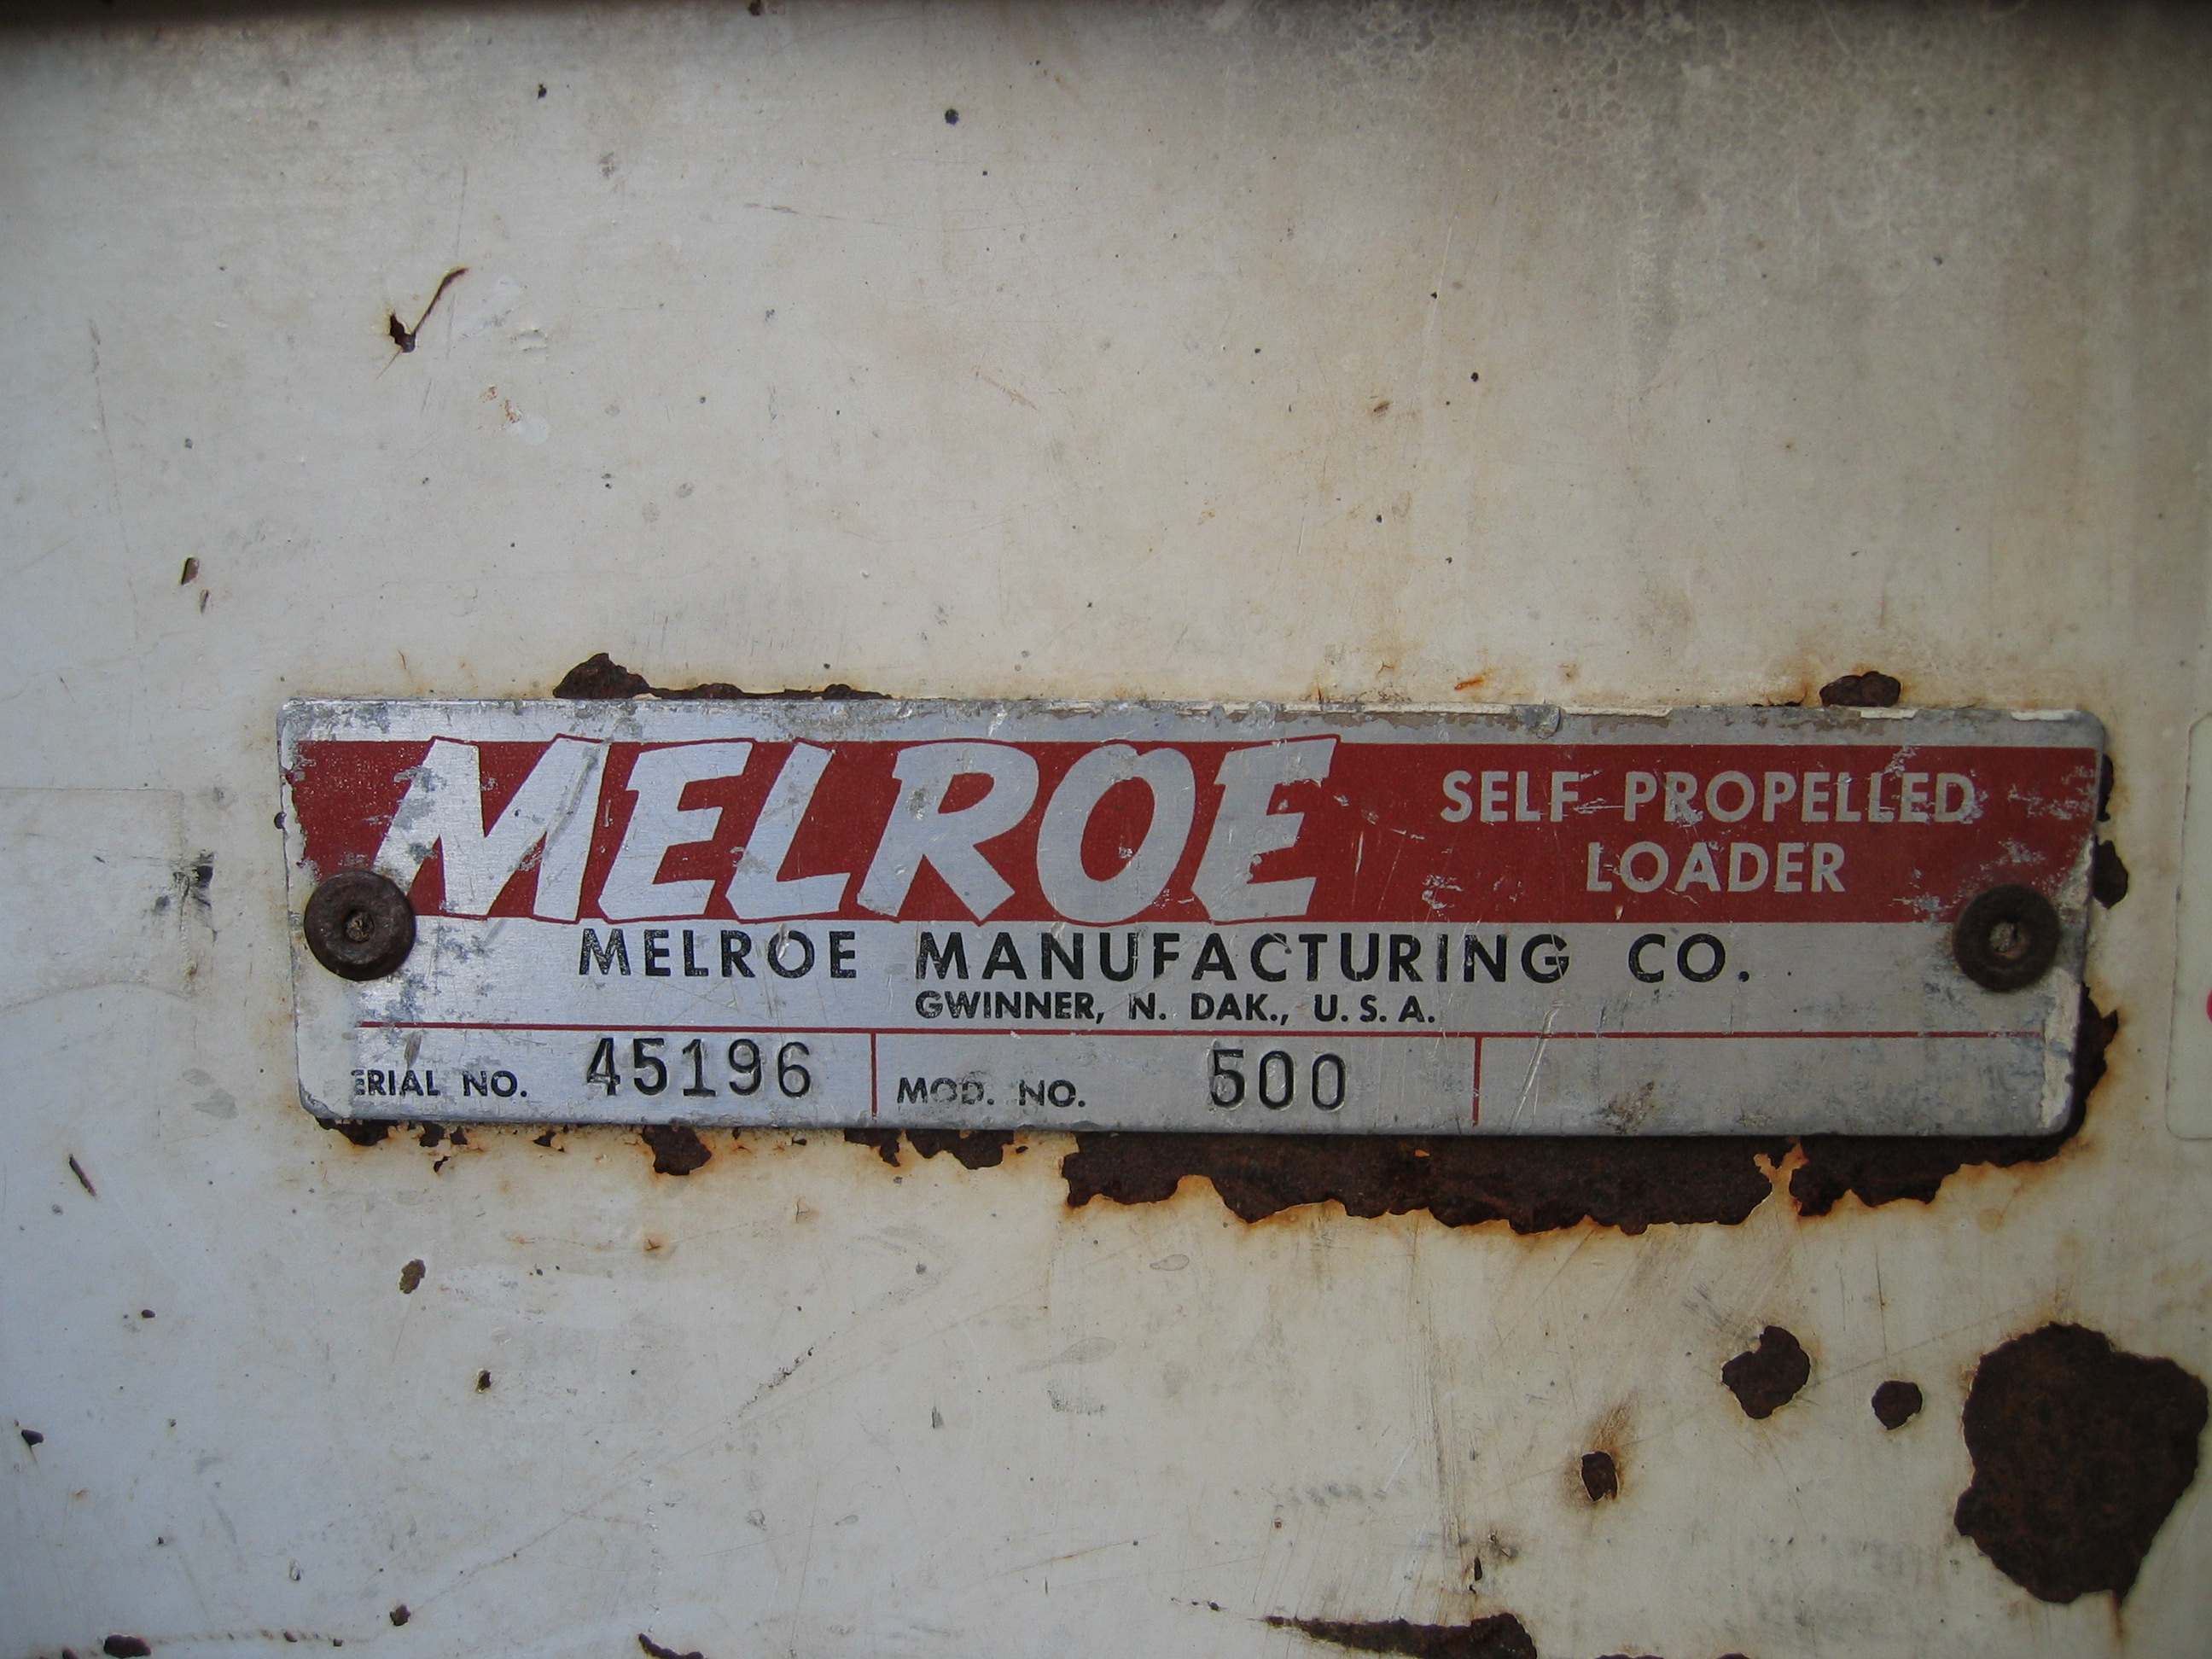 MELROE
SELF PROPELLED
LOADER
MELROE MANUFACTURING CO.
GWINNER, N. DAK., U.S.A.
ERIAL NO. 45196 MOD. NO. 500